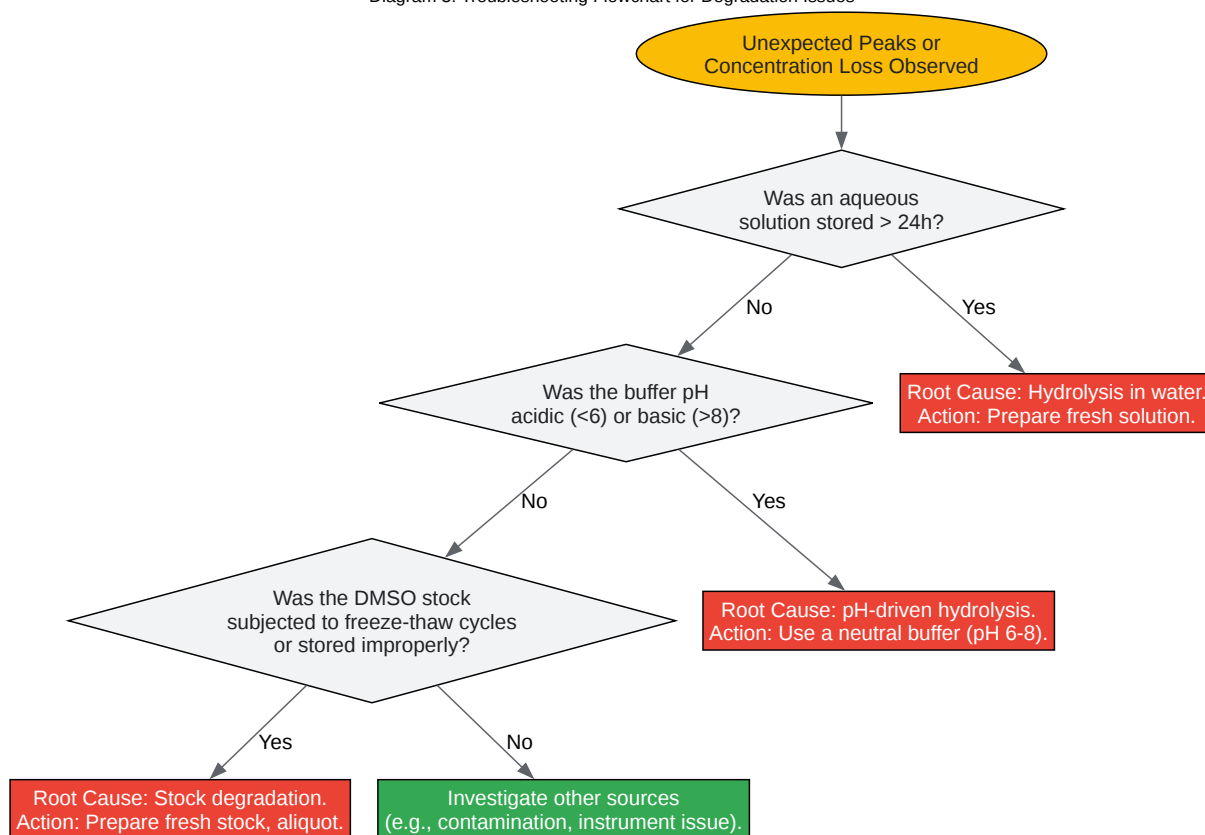 Unexpected Peaks or
Concentration Loss Observed
Was an aqueous
solution stored > 24h?
No
Yes
Was the buffer pH
acidic (<6) or basic (>8)?
Root Cause: Hydrolysis in water.
Action: Prepare fresh solution.
No
Yes
Was the DMSO stock
subjected to freeze-thaw cycles
or stored improperly?
Root Cause: pH-driven hydrolysis.
Action: Use a neutral buffer (pH 6-8).
Yes
No
Root Cause: Stock degradation.
Action: Prepare fresh stock, aliquot.
Investigate other sources
(e.g., contamination, instrument issue).